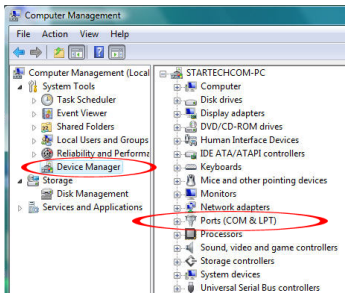 Computer Management
File Action View Help
Computer Management (Local
System Tools
Task Scheduler
Event Viewer
Shared Folders
Local Users and Groups
Reliability and Performa
Device Manager
Storage
Disk Management
Services and Applications
STARTECHCOM-PC
Computer
Disk drives
Display adapters
DVD/CD-ROM drives
Human Interface Devices
IDE ATA/ATAPI controllers
Keyboards
Mice and other pointing devices
Monitors
Network adapters
Ports (COM & LPT)
Processors
Sound, video and game controllers
Storage controllers
System devices
Universal Serial Bus controllers